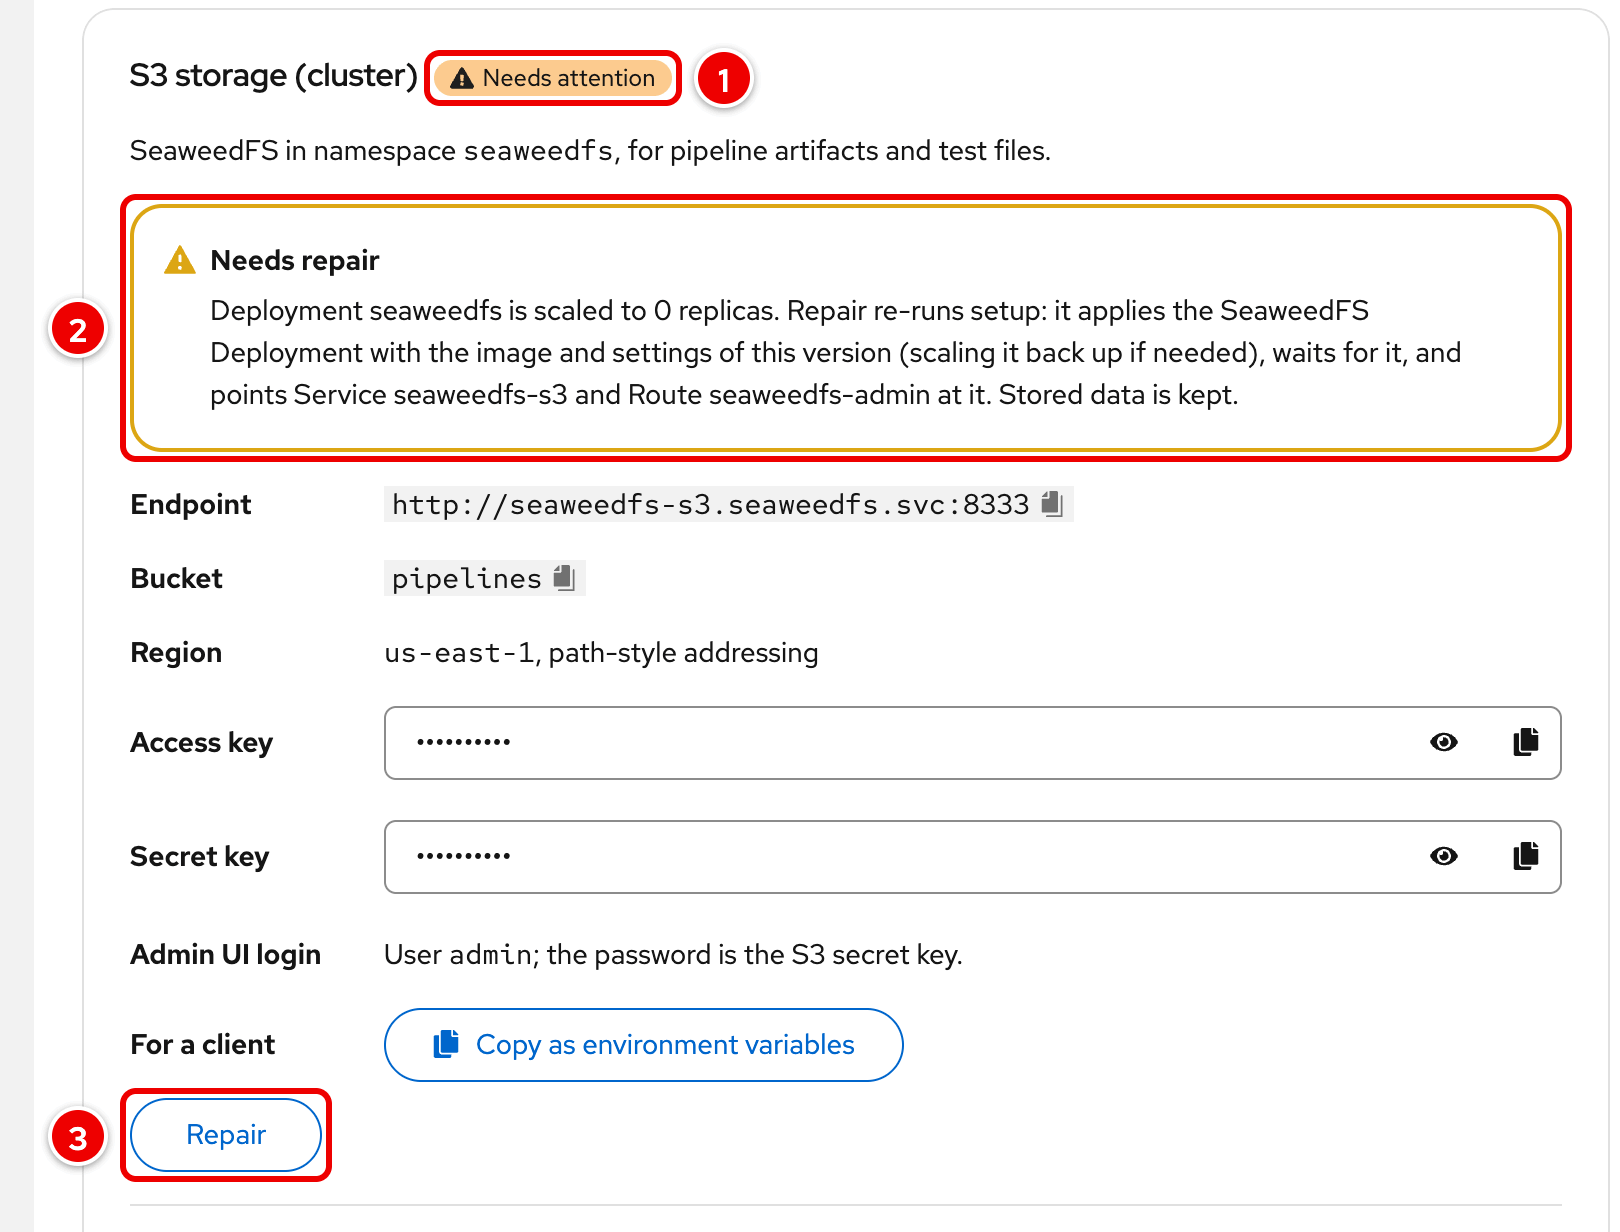 S3 storage (cluster) Needs attention 1
SeaweedFS in namespace seaweedfs, for pipeline artifacts and test files.
Needs repair
2
Deployment seaweedfs is scaled to 0 replicas. Repair re-runs setup: it applies the SeaweedFS
Deployment with the image and settings of this version (scaling it back up if needed), waits for it, and
points Service seaweedfs-s3 and Route seaweedfs-admin at it. Stored data is kept.
Endpoint http://seaweedfs-s3.seaweedfs.svc:8333
Bucket pipelines
Region us-east-1, path-style addressing
Access key ••••••••••
Secret key ••••••••••
Admin UI login User admin; the password is the S3 secret key.
For a client Copy as environment variables
3 Repair